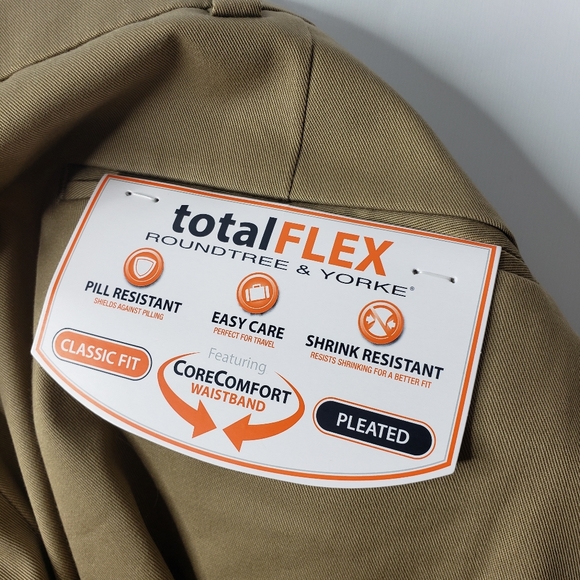 totalFLEX
ROUNDTREE & YORKE®
PILL RESISTANT
SHIELDS AGAINST PILLING
EASY CARE
PERFECT FOR TRAVEL
SHRINK RESISTANT
RESISTS SHRINKING FOR A BETTER FIT
CLASSIC FIT
Featuring
CORECOMFORT
WAISTBAND
PLEATED